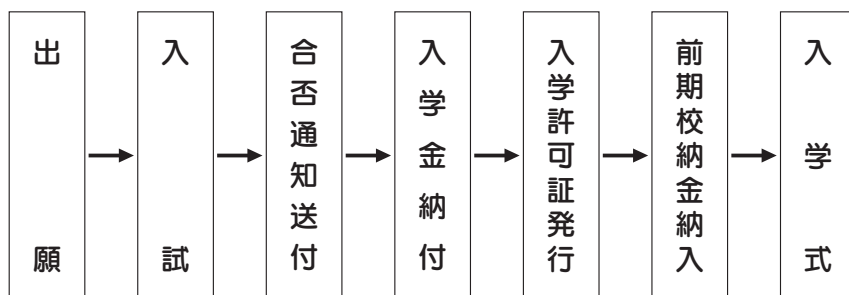 出願
入試
合否通知送付
入学金納付
入学許可証発行
前期校納金納入
入学式